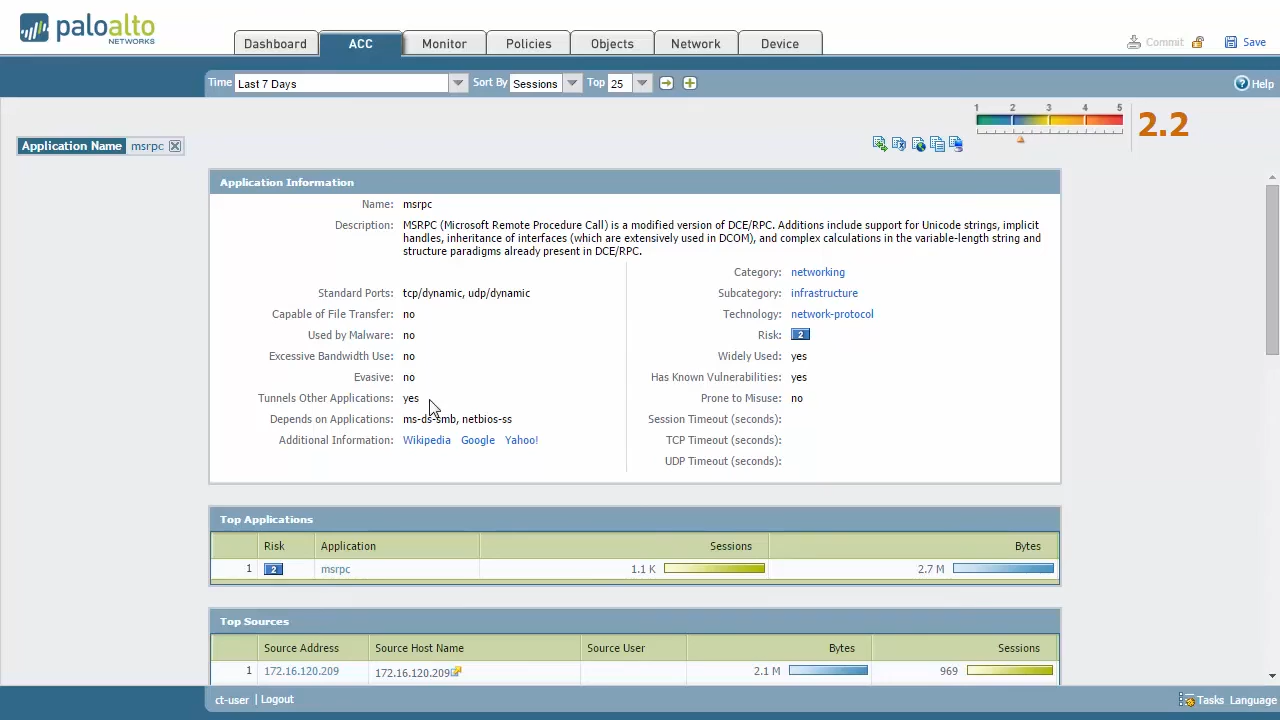 paloalto
NETWORKS
Dashboard ACC Monitor Policies Objects Network Device
Commit Save
Time Last 7 Days Sort By Sessions Top 25
Help
1 2 3 4 5
2.2
Application Name msrpc
Application Information
Name: msrpc
Description: MSRPC (Microsoft Remote Procedure Call) is a modified version of DCE/RPC. Additions include support for Unicode strings, implicit
handles, inheritance of interfaces (which are extensively used in DCOM), and complex calculations in the variable-length string and
structure paradigms already present in DCE/RPC.
Category: networking
Standard Ports: tcp/dynamic, udp/dynamic Subcategory: infrastructure
Capable of File Transfer: no Technology: network-protocol
Used by Malware: no Risk: 2
Excessive Bandwidth Use: no Widely Used: yes
Evasive: no Has Known Vulnerabilities: yes
Tunnels Other Applications: yes Prone to Misuse: no
Depends on Applications: ms-ds-smb, netbios-ss Session Timeout (seconds):
Additional Information: Wikipedia Google Yahoo! TCP Timeout (seconds):
UDP Timeout (seconds):
Top Applications
Risk Application Sessions Bytes
1 2 msrpc 1.1 K 2.7 M
Top Sources
Source Address Source Host Name Source User Bytes Sessions
1 172.16.120.209 172.16.120.209 2.1 M 969
ct-user | Logout Tasks Language